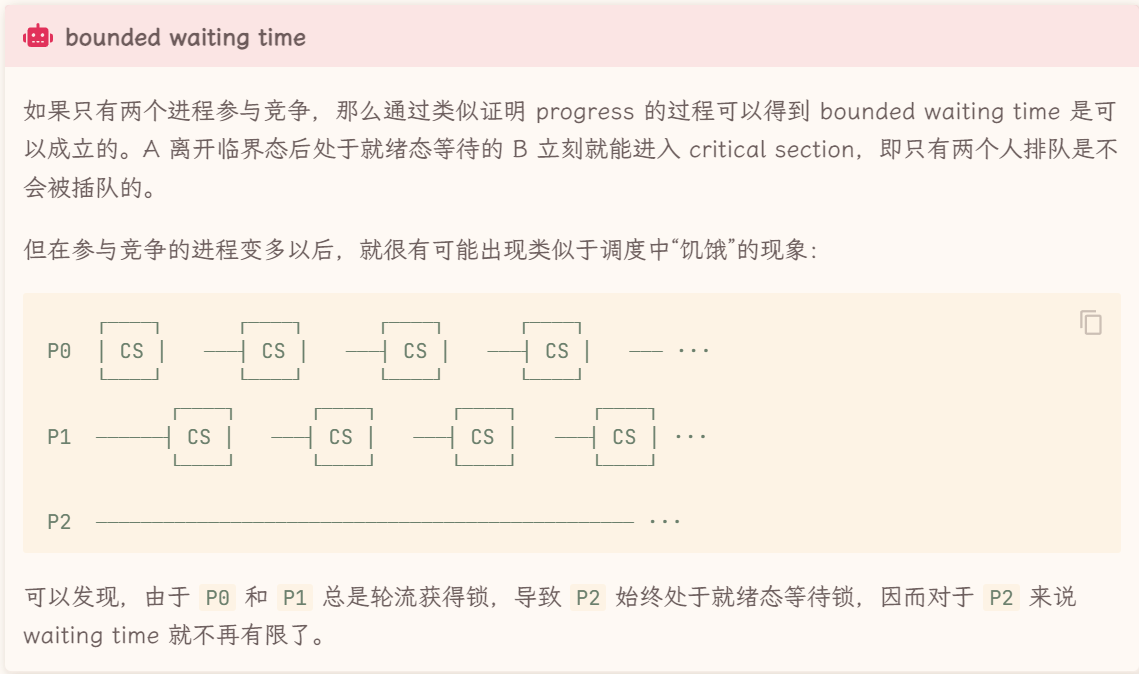 bounded waiting time
如果只有两个进程参与竞争，那么通过类似证明 progress 的过程可以得到 bounded waiting time 是可
以成立的。A 离开临界态后处于就绪态等待的 B 立刻就能进入 critical section，即只有两个人排队是不
会被插队的。
但在参与竞争的进程变多以后，就很有可能出现类似于调度中“饥饿”的现象：
P0 CS CS CS CS ···
P1 CS CS CS CS ···
P2 ···
可以发现，由于 P0 和 P1 总是轮流获得锁，导致 P2 始终处于就绪态等待锁，因而对于 P2 来说
waiting time 就不再有限了。